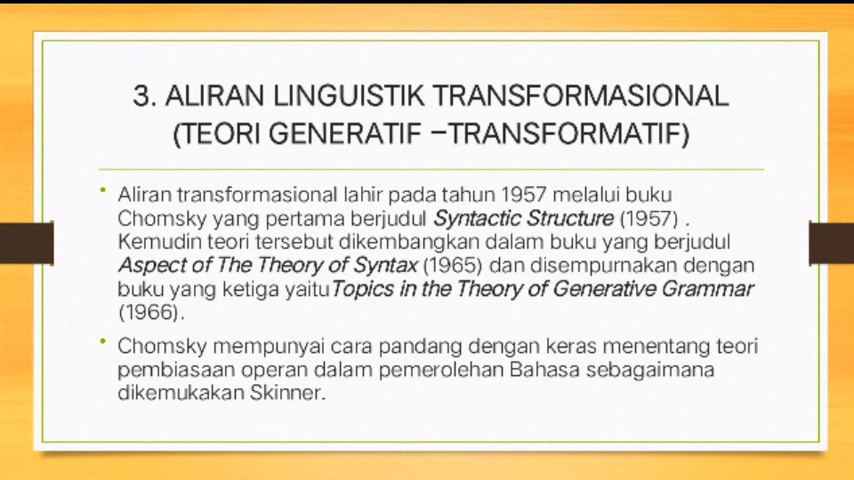 3. ALIRAN LINGUISTIK TRANSFORMASIONAL
(TEORI GENERATIF –TRANSFORMATIF)
• Aliran transformasional lahir pada tahun 1957 melalui buku
Chomsky yang pertama berjudul Syntactic Structure (1957) .
Kemudin teori tersebut dikembangkan dalam buku yang berjudul
Aspect of The Theory of Syntax (1965) dan disempurnakan dengan
buku yang ketiga yaituTopics in the Theory of Generative Grammar
(1966).
• Chomsky mempunyai cara pandang dengan keras menentang teori
pembiasaan operan dalam pemerolehan Bahasa sebagaimana
dikemukakan Skinner.